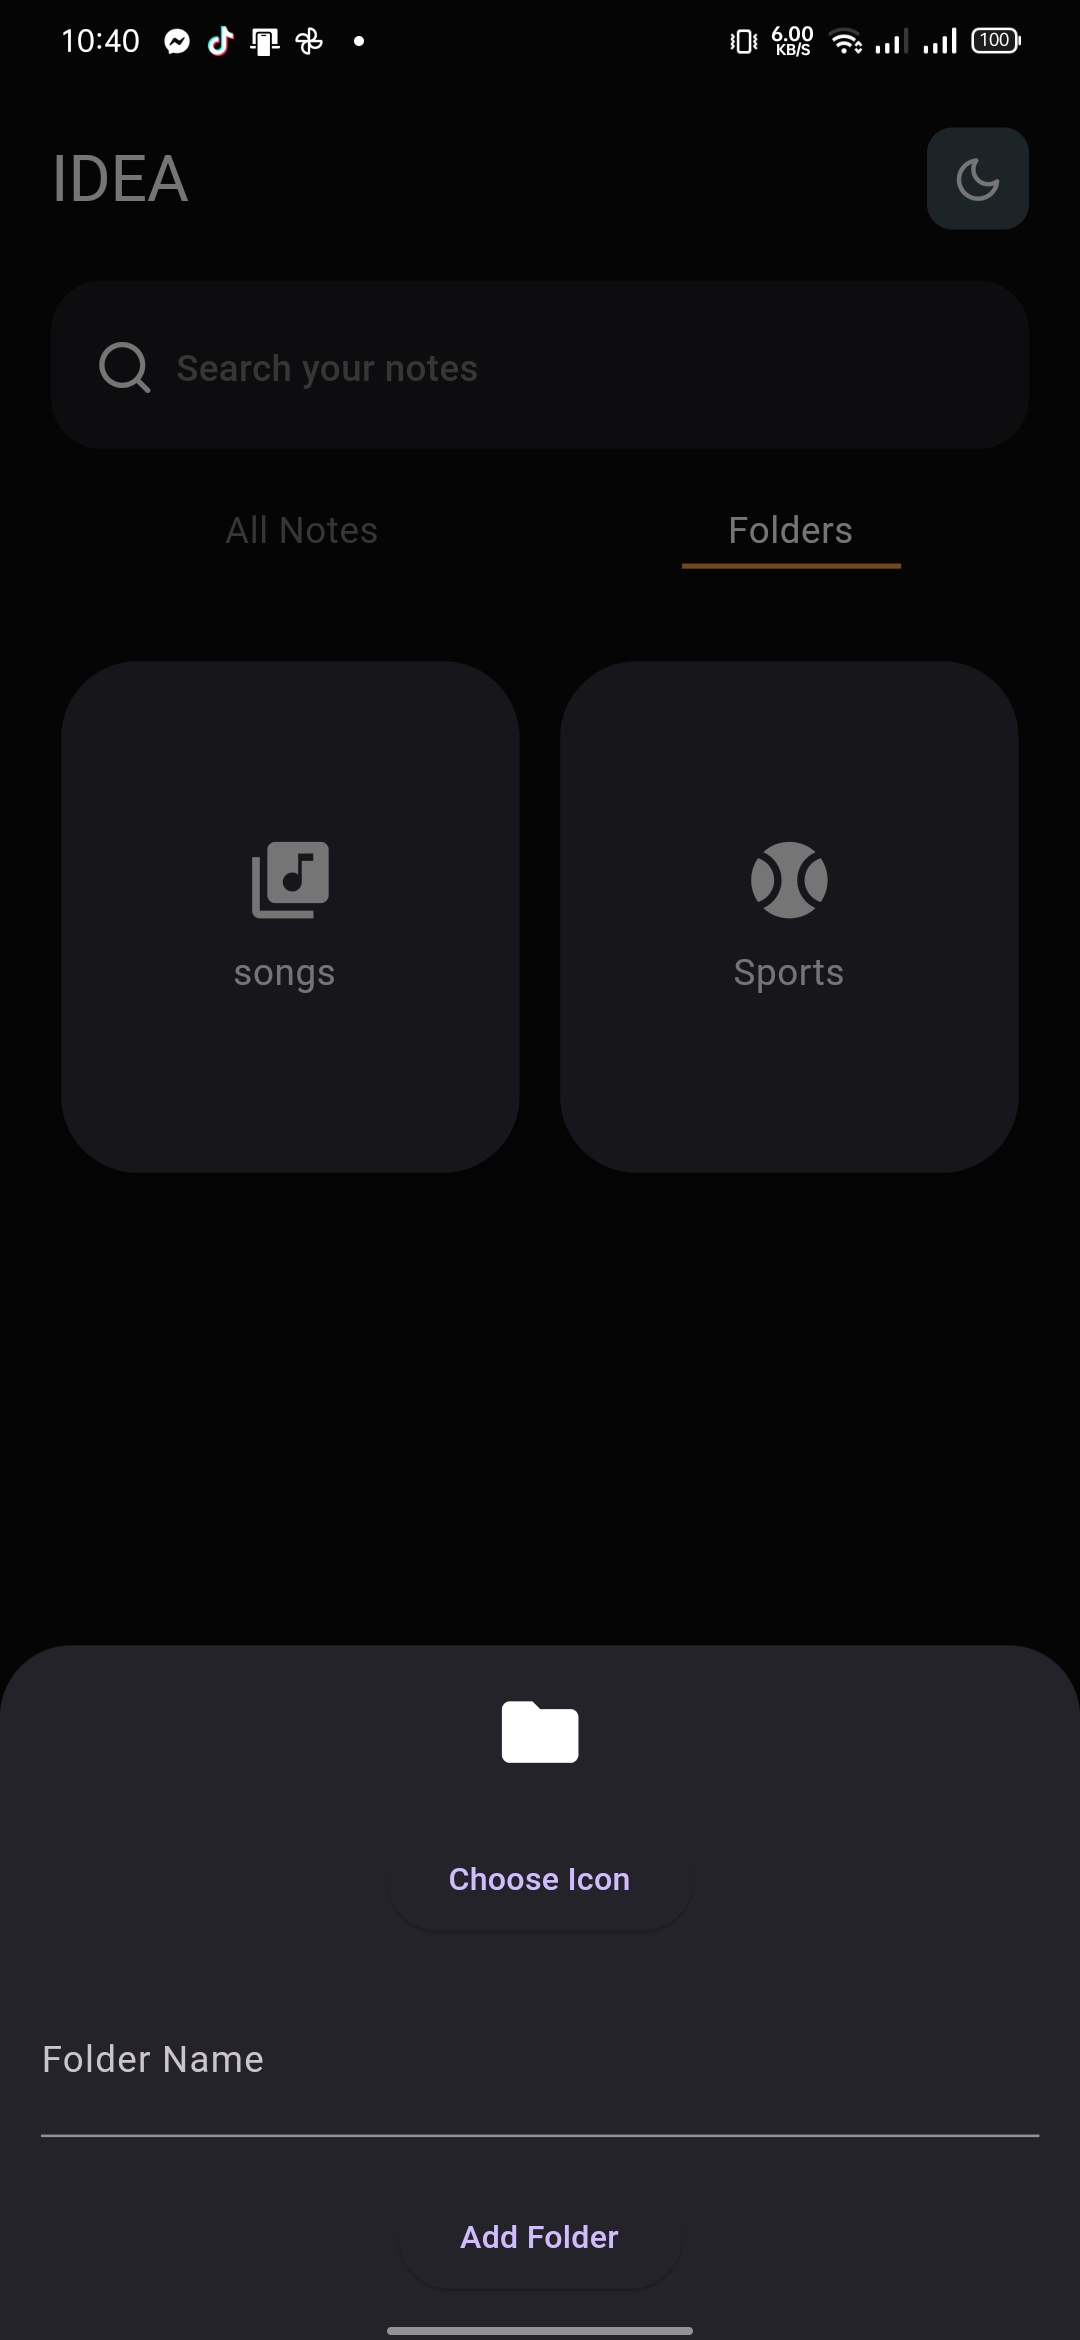 10:40
6.00
KB/S
100
IDEA
Search your notes
All Notes
Folders
songs
Sports
Choose Icon
Folder Name
Add Folder